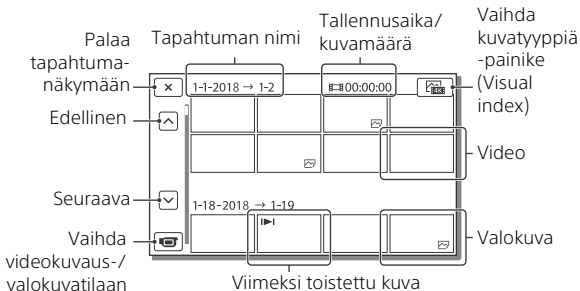 Palaa
tapahtuma-
näkymään
Tapahtuman nimi
Tallennusaika/
kuvamäärä
Vaihda
kuvatyyppiä
-painike
(Visual
index)
1-1-2018 → 1-2
00:00:00
Edellinen
Video
Seuraava
1-18-2018 → 1-19
Vaihda
videokuvaus-/
valokuvatilaan
Viimeksi toistettu kuva
Valokuva